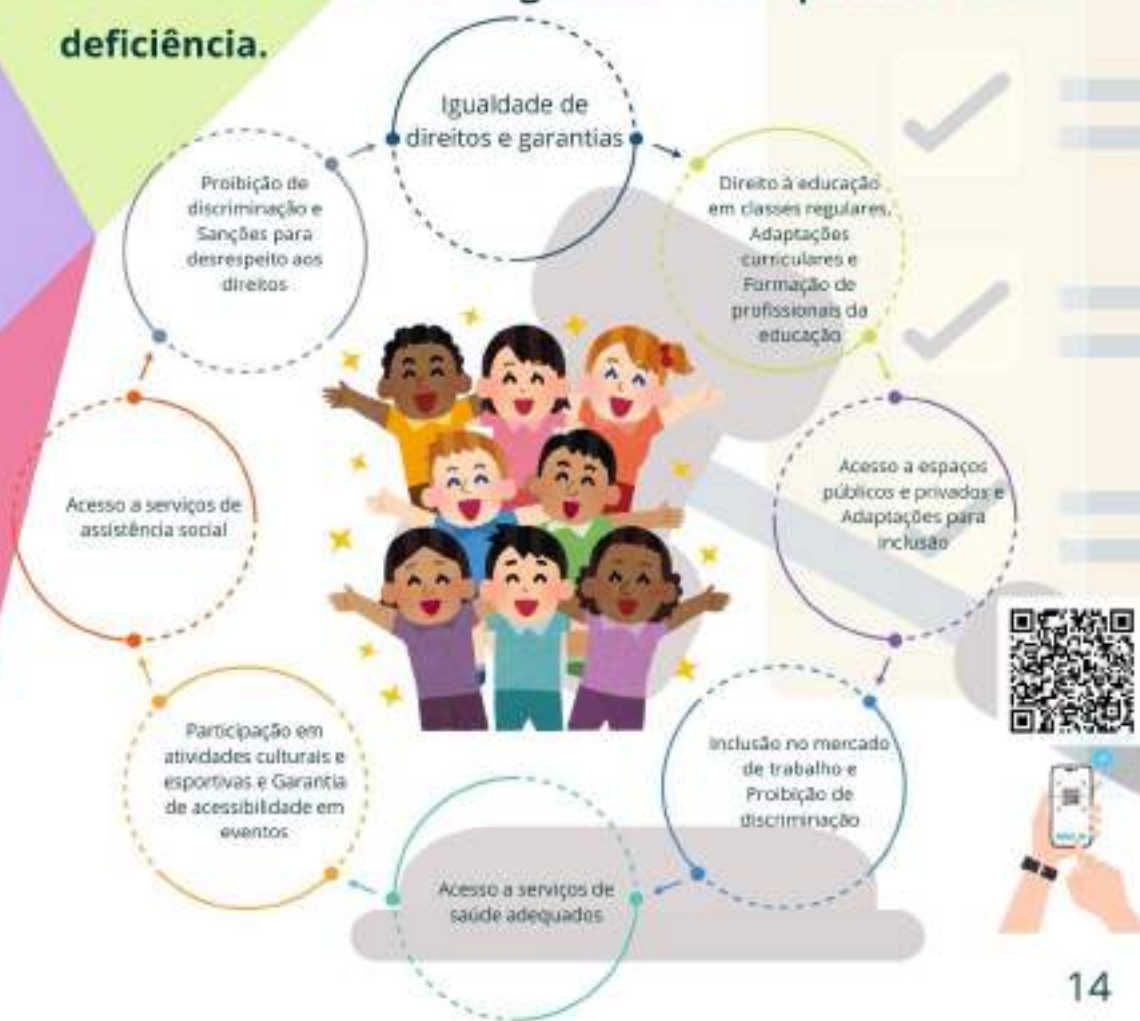 deficiência.
Igualdade de
direitos e garantias
Direito à educação
em classes regulares,
Adaptações
curriculares e
Formação de
profissionais da
educação
Acesso a espaços
públicos e privados e
Adaptações para
inclusão
Inclusão no mercado
de trabalho e
Proibição de
discriminação
Acesso a serviços de
saúde adequados
Participação em
atividades culturais e
esportivas e Garantia
de acessibilidade em
eventos
Acesso a serviços de
assistência social
Proibição de
discriminação e
Sanções para
desrespeito aos
direitos
14